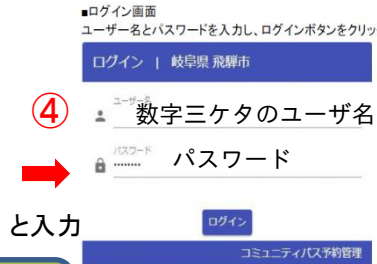 ■ログイン画面
ユーザー名とパスワードを入力し、ログインボタンをクリッ
ログイン | 岐阜県 飛騨市
④
ユーザー名
数字三ケタのユーザ名
パスワード
パスワード
と入力
ログイン
コミュニティバス予約管理